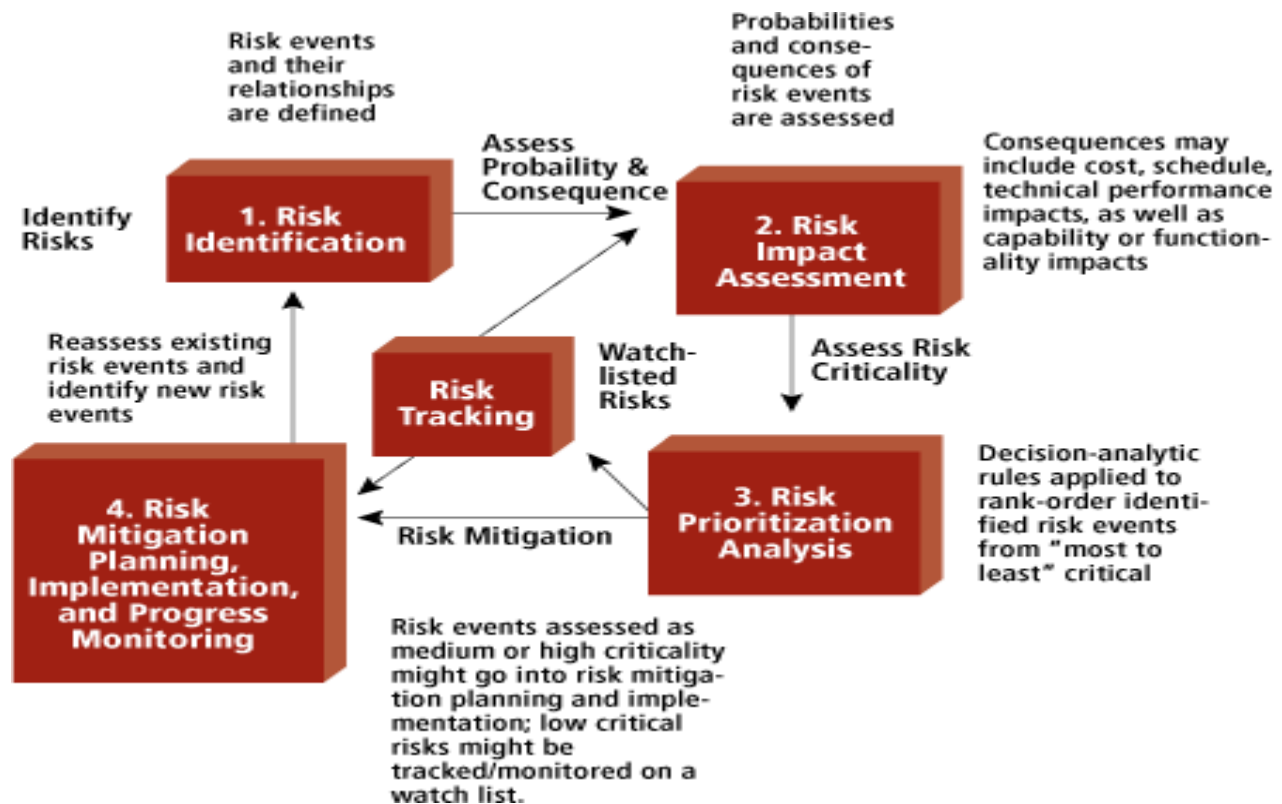 Risk events
and their
relationships
are defined
Probabilities
and conse-
quences of
risk events
are assessed
Assess
Probaility &
Consequence
Consequences may
include cost, schedule,
technical performance
impacts, as well as
capability or function-
ality impacts
Identify
Risks
1. Risk
Identification
2. Risk
Impact
Assessment
Reassess existing
risk events and
identify new risk
events
Risk
Tracking
Watch-
listed
Risks
Assess Risk
Criticality
4. Risk
Mitigation
Planning,
Implementation,
and Progress
Monitoring
Risk Mitigation
3. Risk
Prioritization
Analysis
Decision-analytic
rules applied to
rank-order identi-
fied risk events
from "most to
least" critical
Risk events assessed as
medium or high criticality
might go into risk mitiga-
tion planning and imple-
mentation; low critical
risks might be
tracked/monitored on a
watch list.